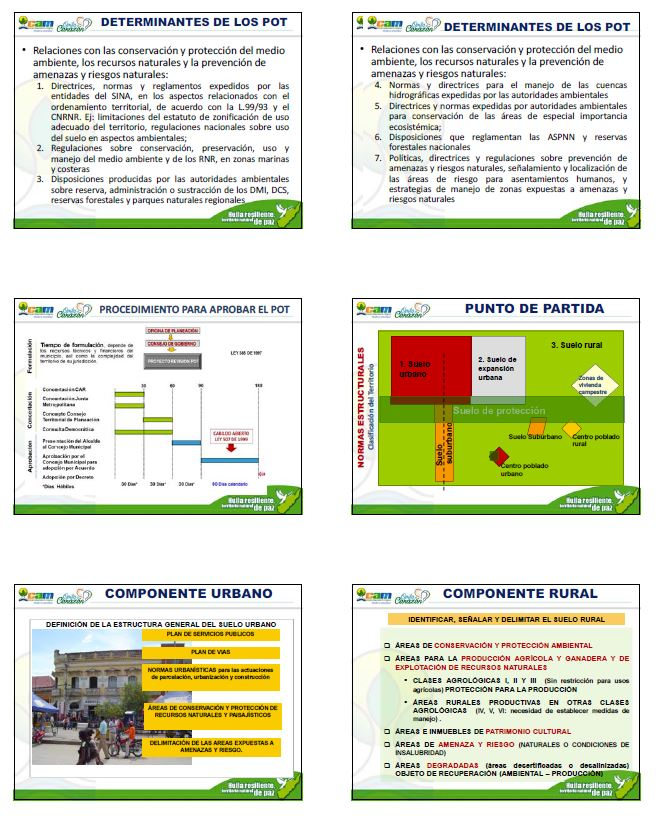 DETERMINANTES DE LOS POT
• Relaciones con las conservación y protección del medio
ambiente, los recursos naturales y la prevención de
amenazas y riesgos naturales:
1. Directrices, normas y reglamentos expedidos por las
entidades del SINA, en los aspectos relacionados con el
ordenamiento territorial, de acuerdo con la L.99/93 y el
CNRNR. Ej: limitaciones del estatuto de zonificación de uso
adecuado del territorio, regulaciones nacionales sobre uso
del suelo en aspectos ambientales;
2. Regulaciones sobre conservación, preservación, uso y
manejo del medio ambiente y de los RNR, en zonas marinas
y costeras
3. Disposiciones producidas por las autoridades ambientales
sobre reserva, administración o sustracción de los DMI, DCS,
reservas forestales y parques naturales regionales
Huila resiliente,
territorio natural de paz
DETERMINANTES DE LOS POT
• Relaciones con las conservación y protección del medio
ambiente, los recursos naturales y la prevención de
amenazas y riesgos naturales:
4. Normas y directrices para el manejo de las cuencas
hidrográficas expedidas por las autoridades ambientales
5. Directrices y normas expedidas por autoridades ambientales
para conservación de las áreas de especial importancia
ecosistémica;
6. Disposiciones que reglamentan las ASPNN y reservas
forestales nacionales
7. Políticas, directrices y regulaciones sobre prevención de
amenazas y riesgos naturales, señalamiento y localización de
las áreas de riesgo para asentamientos humanos, y
estrategias de manejo de zonas expuestas a amenazas y
riesgos naturales
Huila resiliente,
territorio natural de paz
cam
PROCEDIMIENTO PARA APROBAR EL POT
OFICINA DE PLANEACIÓN
CONSEJO DE GOBIERNO
PROYECTO REVISION POT
LEY 388 DE 1997
Formulación
Tiempo de formulación, depende de
los recursos técnicos y financieros del
municipio, así como la complejidad del
territorio de su jurisdicción.
30 60 90
Concertación
Concertación CAR
Concertación Junta
Metropolitana
Concepto Consejo
Territorial de Planeación
Consulta Democrática
Aprobación
Presentación del Alcalde
al Concejo Municipal
Aprobación por el
Concejo Municipal para
adopción por Acuerdo
Adopción por Decreto
*Días Hábiles
CABILDO ABIERTO
LEY 507 DE 1999
30 Días* 30 Días* 30 Días* 90 Días calendario
Huila resiliente,
territorio natural de paz
cam
PUNTO DE PARTIDA
NORMAS ESTRUCTURALES
Clasificación del Territorio
1. Suelo
urbano
2. Suelo de
expansión
urbana
3. Suelo rural
Zonas de
vivienda
campestre
Suelo de protección
Suelo
suburbano
Suelo Suburbano
Centro poblado
rural
Centro poblado
urbano
Huila resiliente,
territorio natural de paz
cam
COMPONENTE URBANO
DEFINICIÓN DE LA ESTRUCTURA GENERAL DEL SUELO URBANO
PLAN DE SERVICIOS PUBLICOS
PLAN DE VIAS
NORMAS URBANÍSTICAS para las actuaciones
de parcelación, urbanización y construcción
ÁREAS DE CONSERVACIÓN Y PROTECCIÓN DE
RECURSOS NATURALES Y PAISAJÍSTICOS
DELIMITACIÓN DE LAS AREAS EXPUESTAS A
AMENAZAS Y RIESGO.
Huila resiliente,
territorio natural de paz
cam
COMPONENTE RURAL
IDENTIFICAR, SEÑALAR Y DELIMITAR EL SUELO RURAL
❑ ÁREAS DE CONSERVACIÓN Y PROTECCIÓN AMBIENTAL
❑ ÁREAS PARA LA PRODUCCIÓN AGRÍCOLA Y GANADERA Y DE
EXPLOTACIÓN DE RECURSOS NATURALES
• CLASES AGROLÓGICAS I, II Y III (Sin restricción para usos
agrícolas) PROTECCIÓN PARA LA PRODUCCIÓN
• ÁREAS RURALES PRODUCTIVAS EN OTRAS CLASES
AGROLÓGICAS (IV, V, VI: necesidad de establecer medidas de
manejo) .
❑ ÁREAS E INMUEBLES DE PATRIMONIO CULTURAL
❑ ÁREAS DE AMENAZA Y RIESGO (NATURALES O CONDICIONES DE
INSALUBRIDAD)
❑ ÁREAS DEGRADADAS (áreas desertificadas o desalinizadas)
OBJETO DE RECUPERACIÓN (AMBIENTAL – PRODUCCIÓN)
Huila resiliente,
territorio natural de paz